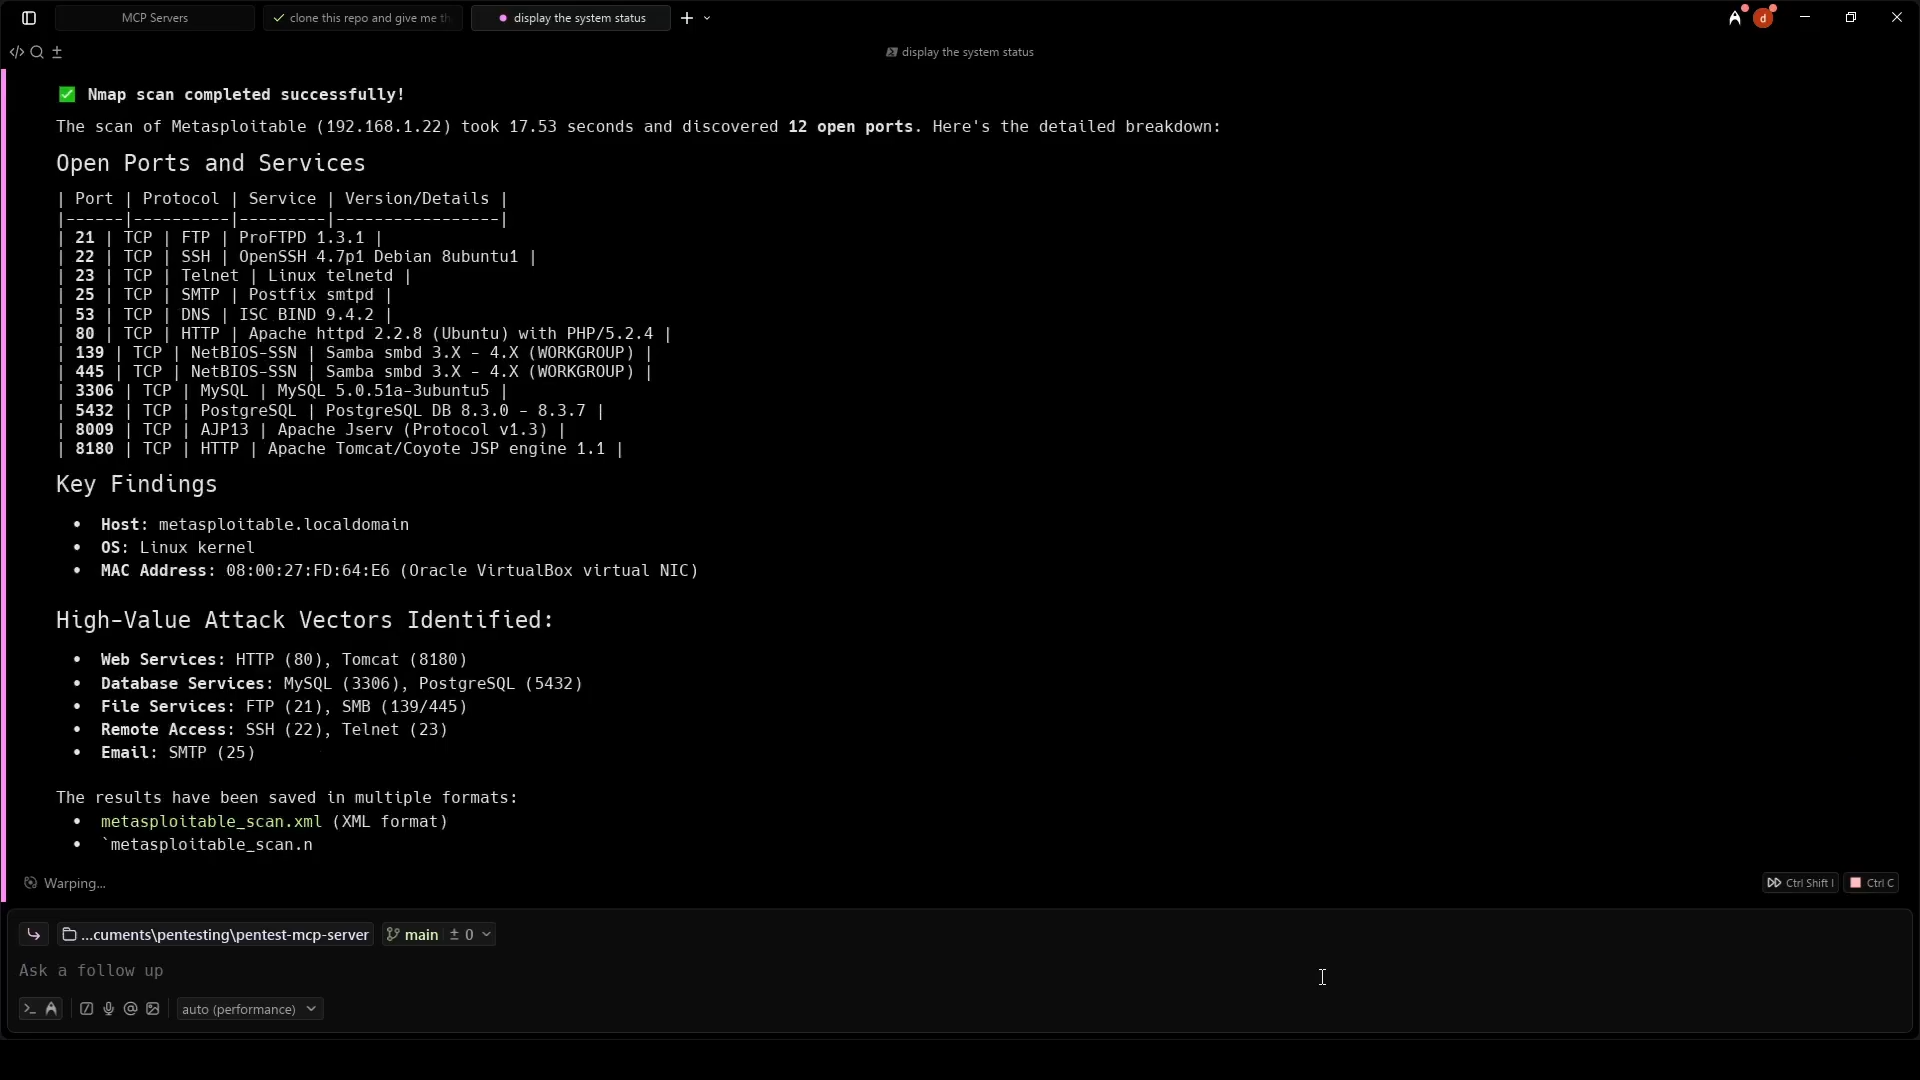 MCP Servers
clone this repo and give me th
display the system status
d
display the system status
Nmap scan completed successfully!
The scan of Metasploitable (192.168.1.22) took 17.53 seconds and discovered 12 open ports. Here's the detailed breakdown:
Open Ports and Services
| Port | Protocol | Service | Version/Details |
|------|----------|---------|-----------------|
| 21 | TCP | FTP | ProFTPD 1.3.1 |
| 22 | TCP | SSH | OpenSSH 4.7p1 Debian 8ubuntu1 |
| 23 | TCP | Telnet | Linux telnetd |
| 25 | TCP | SMTP | Postfix smtpd |
| 53 | TCP | DNS | ISC BIND 9.4.2 |
| 80 | TCP | HTTP | Apache httpd 2.2.8 (Ubuntu) with PHP/5.2.4 |
| 139 | TCP | NetBIOS-SSN | Samba smbd 3.X - 4.X (WORKGROUP) |
| 445 | TCP | NetBIOS-SSN | Samba smbd 3.X - 4.X (WORKGROUP) |
| 3306 | TCP | MySQL | MySQL 5.0.51a-3ubuntu5 |
| 5432 | TCP | PostgreSQL | PostgreSQL DB 8.3.0 - 8.3.7 |
| 8009 | TCP | AJP13 | Apache Jserv (Protocol v1.3) |
| 8180 | TCP | HTTP | Apache Tomcat/Coyote JSP engine 1.1 |
Key Findings
• Host: metasploitable.localdomain
• OS: Linux kernel
• MAC Address: 08:00:27:FD:64:E6 (Oracle VirtualBox virtual NIC)
High-Value Attack Vectors Identified:
• Web Services: HTTP (80), Tomcat (8180)
• Database Services: MySQL (3306), PostgreSQL (5432)
• File Services: FTP (21), SMB (139/445)
• Remote Access: SSH (22), Telnet (23)
• Email: SMTP (25)
The results have been saved in multiple formats:
• metasploitable_scan.xml (XML format)
• `metasploitable_scan.n
Warping...
Ctrl Shift I
Ctrl C
...cuments\pentesting\pentest-mcp-server
main ± 0
Ask a follow up
auto (performance)